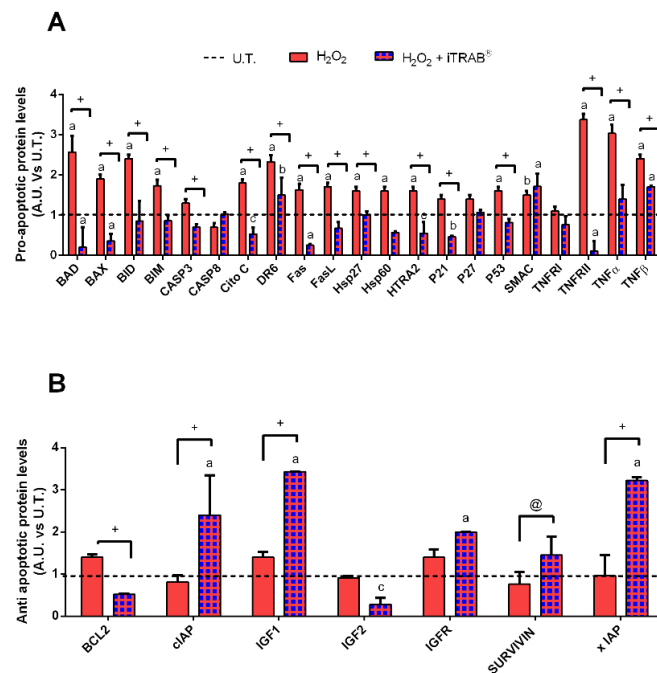 A
U.T.
H2O2
H2O2 + iTRAB®
Pro-apoptotic protein levels
(A.U. Vs U.T.)
4
3
2
1
0
+ + + + + + + + + + + + + + + +
a a a a a a b a a a a a a a b a a a a
a a c a c b a
BAD BAX BID BIM CASP3 CASP8 Cito C DR6 Fas FasL Hsp27 Hsp60 HTRA2 P21 P27 P53 SMAC TNFRI TNFRII TNFα TNFβ
B
Anti apoptotic protein levels
(A.U. vs U.T.)
4
3
2
1
0
+ + + @ +
a a c a a
BCL2 cIAP IGF1 IGF2 IGFR SURVIVIN x IAP